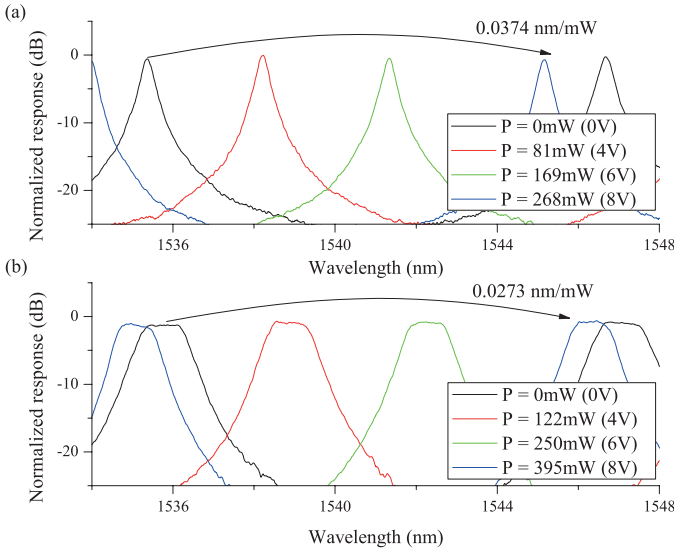 (a)
0.0374 nm/mW
0
-10
-20
Normalized response (dB)
P = 0mW (0V)
P = 81mW (4V)
P = 169mW (6V)
P = 268mW (8V)
1536
1540
1544
1548
Wavelength (nm)
(b)
0.0273 nm/mW
0
-10
-20
Normalized response (dB)
P = 0mW (0V)
P = 122mW (4V)
P = 250mW (6V)
P = 395mW (8V)
1536
1540
1544
1548
Wavelength (nm)